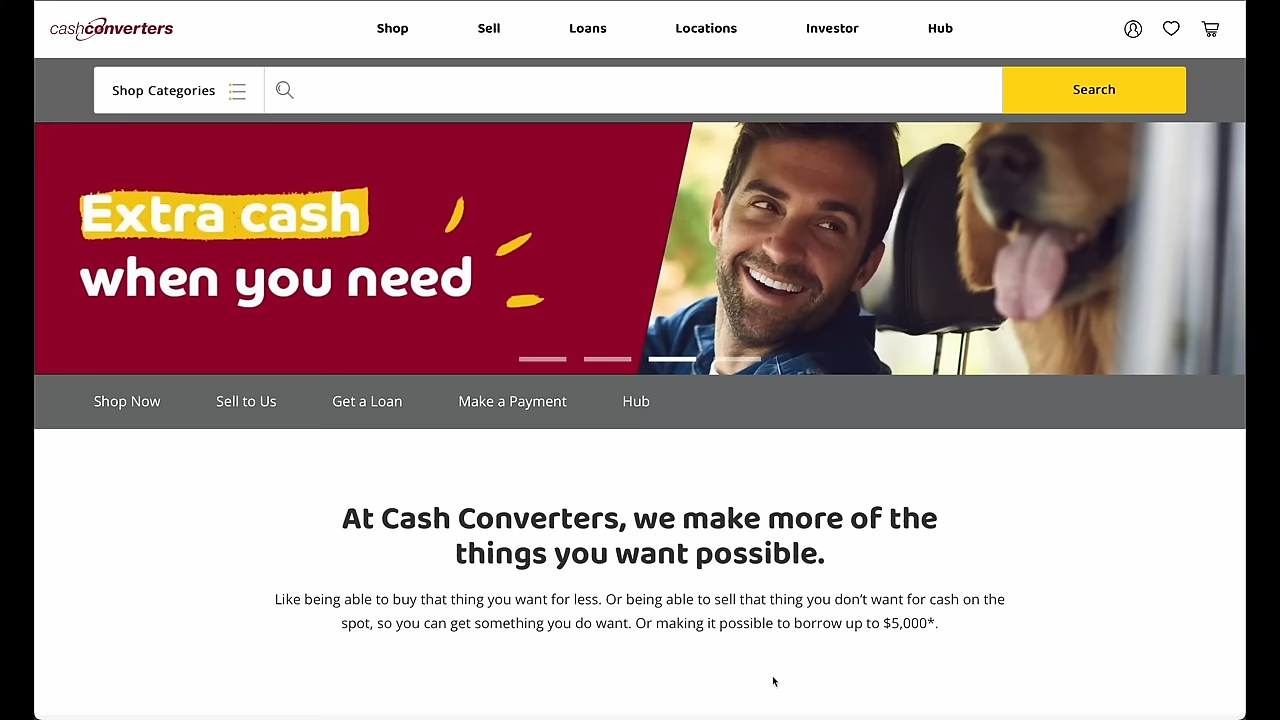 cashconverters
Shop
Sell
Loans
Locations
Investor
Hub
Shop Categories
Search
Extra cash
when you need
Shop Now
Sell to Us
Get a Loan
Make a Payment
Hub
At Cash Converters, we make more of the
things you want possible.
Like being able to buy that thing you want for less. Or being able to sell that thing you don’t want for cash on the
spot, so you can get something you do want. Or making it possible to borrow up to $5,000*.